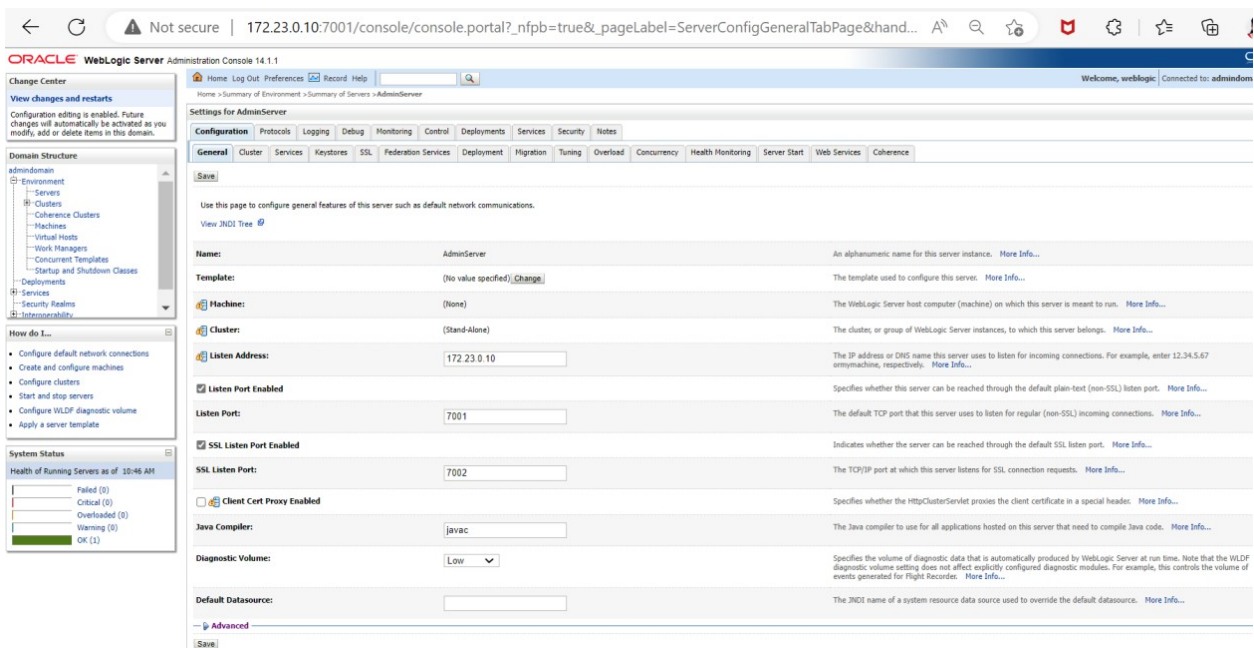 Not secure | 172.23.0.10:7001/console/console.portal?_nfpb=true&_pageLabel=ServerConfigGeneralTabPage&hand...
ORACLE WebLogic Server Administration Console 14.1.1
Change Center
View changes and restarts
Configuration editing is enabled. Future
changes will automatically be activated as you
modify, add or delete items in this domain.
Domain Structure
admindomain
Environment
Servers
Clusters
Coherence Clusters
Machines
Virtual Hosts
Work Managers
Concurrent Templates
Startup and Shutdown Classes
Deployments
Services
Security Realms
Interoperability
How do I...
Configure default network connections
Create and configure machines
Configure clusters
Start and stop servers
Configure WLDF diagnostic volume
Apply a server template
System Status
Health of Running Servers as of 10:46 AM
Failed (0)
Critical (0)
Overloaded (0)
Warning (0)
OK (1)
Home Log Out Preferences Record Help
Welcome, weblogic Connected to: admindom
Home >Summary of Environment >Summary of Servers >AdminServer
Settings for AdminServer
Configuration Protocols Logging Debug Monitoring Control Deployments Services Security Notes
General Cluster Services Keystores SSL Federation Services Deployment Migration Tuning Overload Concurrency Health Monitoring Server Start Web Services Coherence
Save
Use this page to configure general features of this server such as default network communications.
View JNDI Tree
Name: AdminServer An alphanumeric name for this server instance. More Info...
Template: (No value specified) Change The template used to configure this server. More Info...
Machine: (None) The WebLogic Server host computer (machine) on which this server is meant to run. More Info...
Cluster: (Stand-Alone) The cluster, or group of WebLogic Server instances, to which this server belongs. More Info...
Listen Address: 172.23.0.10 The IP address or DNS name this server uses to listen for incoming connections. For example, enter 12.34.5.67
ormymachine, respectively. More Info...
Listen Port Enabled Specifies whether this server can be reached through the default plain-text (non-SSL) listen port. More Info...
Listen Port: 7001 The default TCP port that this server uses to listen for regular (non-SSL) incoming connections. More Info...
SSL Listen Port Enabled Indicates whether the server can be reached through the default SSL listen port. More Info...
SSL Listen Port: 7002 The TCP/IP port at which this server listens for SSL connection requests. More Info...
Client Cert Proxy Enabled Specifies whether the HttpClusterServlet proxies the client certificate in a special header. More Info...
Java Compiler: javac The Java compiler to use for all applications hosted on this server that need to compile Java code. More Info...
Diagnostic Volume: Low Specifies the volume of diagnostic data that is automatically produced by WebLogic Server at run time. Note that the WLDF
diagnostic volume setting does not affect explicitly configured diagnostic modules. For example, this controls the volume of
events generated for Flight Recorder. More Info...
Default Datasource: The JNDI name of a system resource data source used to override the default datasource. More Info...
Advanced
Save